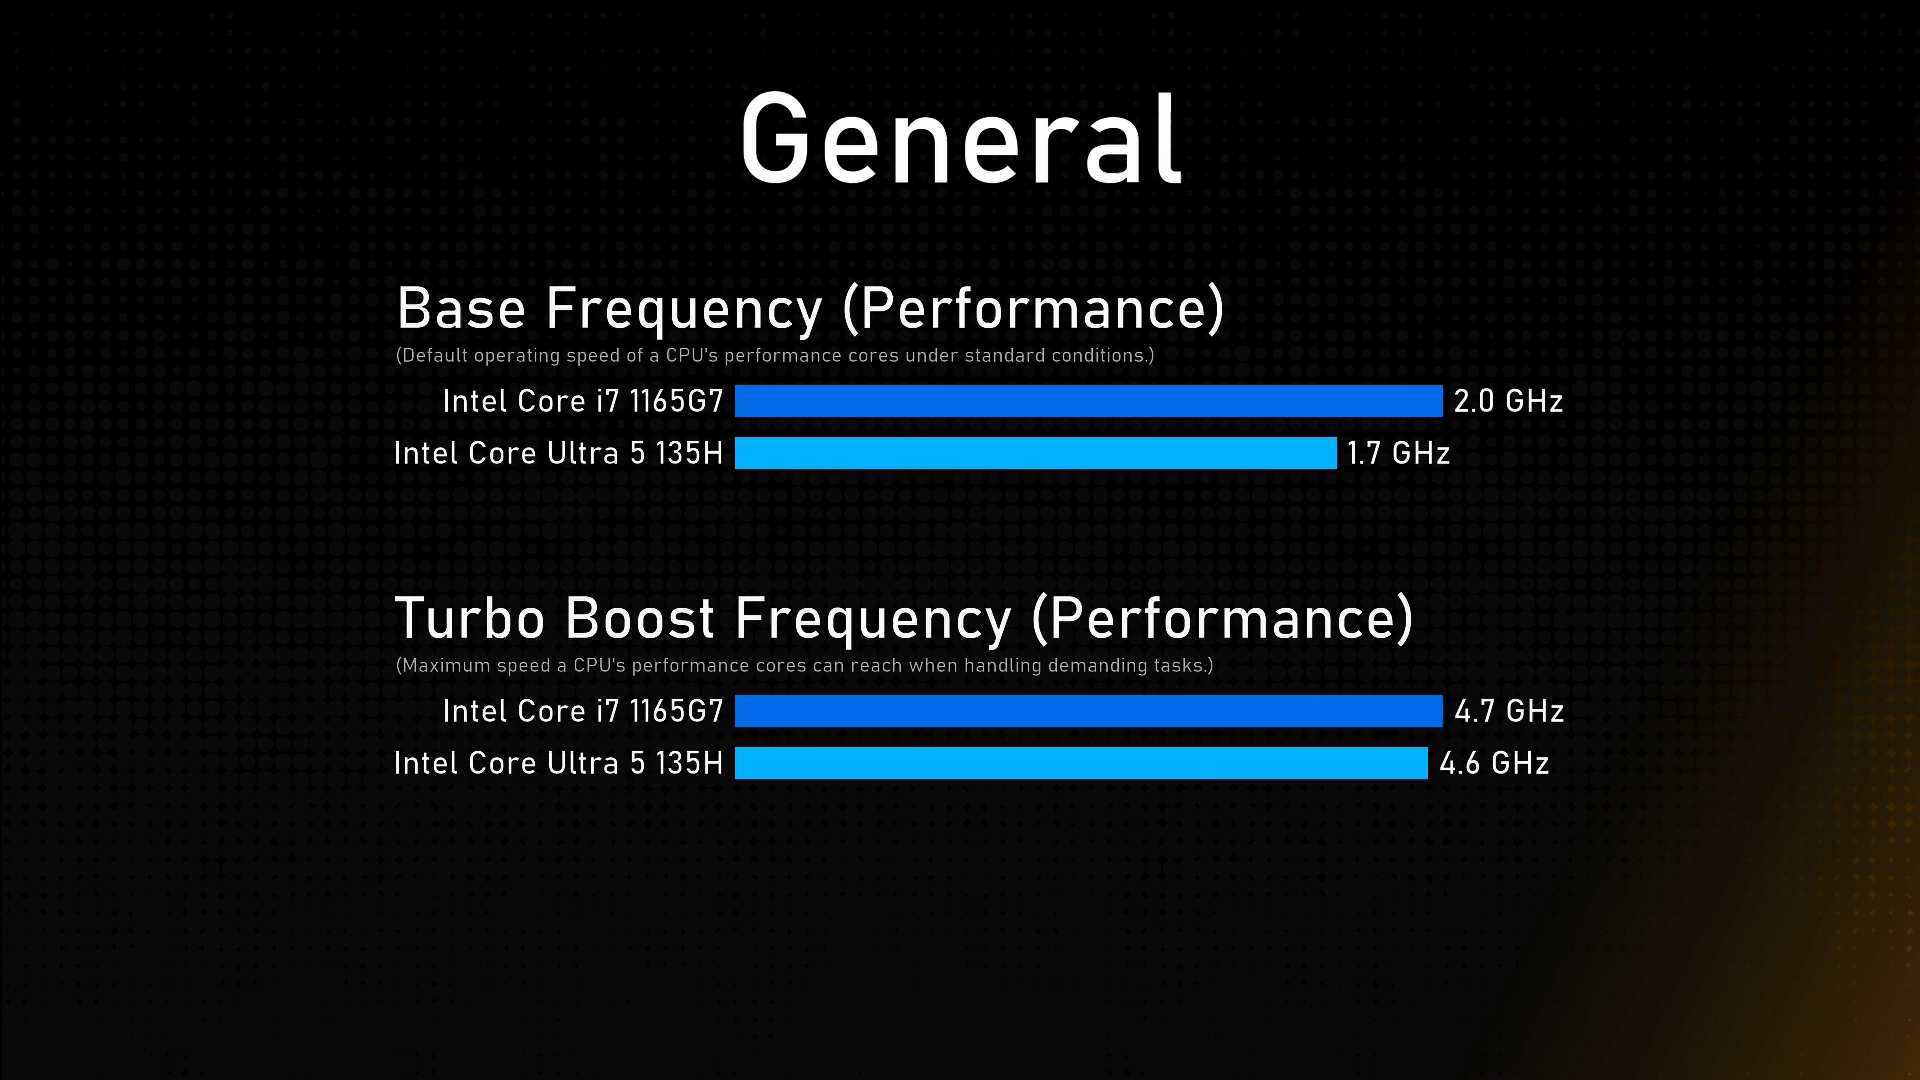 General
Base Frequency (Performance)
(Default operating speed of a CPU's performance cores under standard conditions.)
Intel Core i7 1165G7 2.0 GHz
Intel Core Ultra 5 135H 1.7 GHz
Turbo Boost Frequency (Performance)
(Maximum speed a CPU's performance cores can reach when handling demanding tasks.)
Intel Core i7 1165G7 4.7 GHz
Intel Core Ultra 5 135H 4.6 GHz